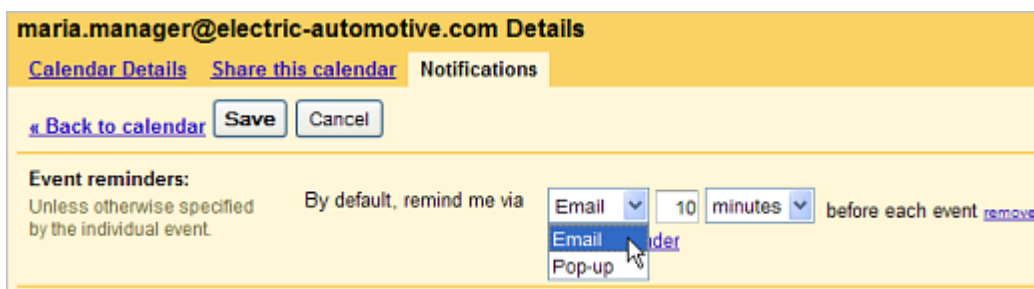 maria.manager@electric-automotive.com Details
Calendar Details Share this calendar Notifications
« Back to calendar Save Cancel
Event reminders:
Unless otherwise specified
by the individual event.
By default, remind me via Email 10 minutes before each event remove
Email
Pop-up